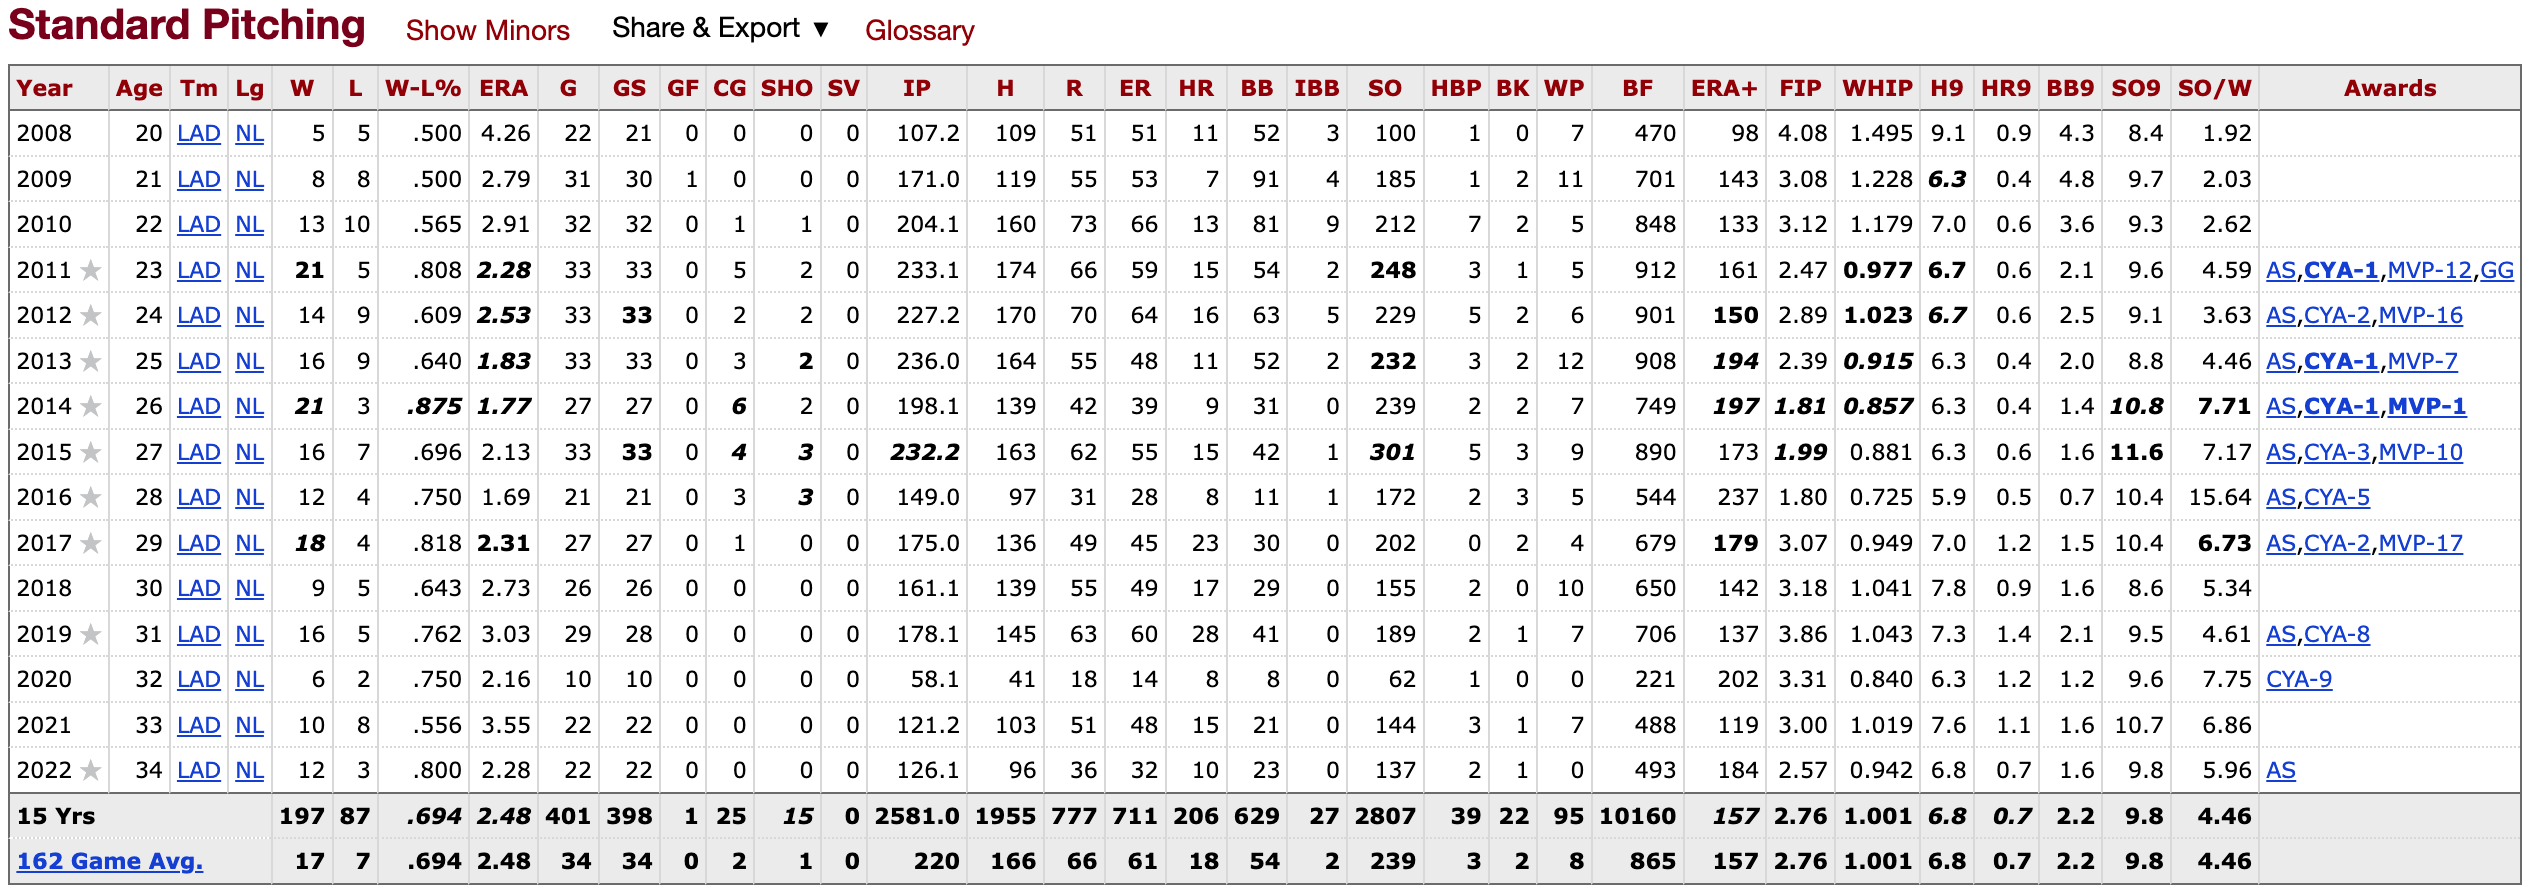 Standard Pitching Show Minors Share & Export ▼ Glossary
Year Age Tm Lg W L W-L% ERA G GS GF CG SHO SV IP H R ER HR BB IBB SO HBP BK WP BF ERA+ FIP WHIP H9 HR9 BB9 SO9 SO/W Awards
2008 20 LAD NL 5 5 .500 4.26 22 21 0 0 0 0 107.2 109 51 51 11 52 3 100 1 0 7 470 98 4.08 1.495 9.1 0.9 4.3 8.4 1.92
2009 21 LAD NL 8 8 .500 2.79 31 30 1 0 0 0 171.0 119 55 53 7 91 4 185 1 2 11 701 143 3.08 1.228 6.3 0.4 4.8 9.7 2.03
2010 22 LAD NL 13 10 .565 2.91 32 32 0 1 1 0 204.1 160 73 66 13 81 9 212 7 2 5 848 133 3.12 1.179 7.0 0.6 3.6 9.3 2.62
2011 ★ 23 LAD NL 21 5 .808 2.28 33 33 0 5 2 0 233.1 174 66 59 15 54 2 248 3 1 5 912 161 2.47 0.977 6.7 0.6 2.1 9.6 4.59 AS,CYA-1,MVP-12,GG
2012 ★ 24 LAD NL 14 9 .609 2.53 33 33 0 2 2 0 227.2 170 70 64 16 63 5 229 5 2 6 901 150 2.89 1.023 6.7 0.6 2.5 9.1 3.63 AS,CYA-2,MVP-16
2013 ★ 25 LAD NL 16 9 .640 1.83 33 33 0 3 2 0 236.0 164 55 48 11 52 2 232 3 2 12 908 194 2.39 0.915 6.3 0.4 2.0 8.8 4.46 AS,CYA-1,MVP-7
2014 ★ 26 LAD NL 21 3 .875 1.77 27 27 0 6 2 0 198.1 139 42 39 9 31 0 239 2 2 7 749 197 1.81 0.857 6.3 0.4 1.4 10.8 7.71 AS,CYA-1,MVP-1
2015 ★ 27 LAD NL 16 7 .696 2.13 33 33 0 4 3 0 232.2 163 62 55 15 42 1 301 5 3 9 890 173 1.99 0.881 6.3 0.6 1.6 11.6 7.17 AS,CYA-3,MVP-10
2016 ★ 28 LAD NL 12 4 .750 1.69 21 21 0 3 3 0 149.0 97 31 28 8 11 1 172 2 3 5 544 237 1.80 0.725 5.9 0.5 0.7 10.4 15.64 AS,CYA-5
2017 ★ 29 LAD NL 18 4 .818 2.31 27 27 0 1 0 0 175.0 136 49 45 23 30 0 202 0 2 4 679 179 3.07 0.949 7.0 1.2 1.5 10.4 6.73 AS,CYA-2,MVP-17
2018 30 LAD NL 9 5 .643 2.73 26 26 0 0 0 0 161.1 139 55 49 17 29 0 155 2 0 10 650 142 3.18 1.041 7.8 0.9 1.6 8.6 5.34
2019 ★ 31 LAD NL 16 5 .762 3.03 29 28 0 0 0 0 178.1 145 63 60 28 41 0 189 2 1 7 706 137 3.86 1.043 7.3 1.4 2.1 9.5 4.61 AS,CYA-8
2020 32 LAD NL 6 2 .750 2.16 10 10 0 0 0 0 58.1 41 18 14 8 8 0 62 1 0 0 221 202 3.31 0.840 6.3 1.2 1.2 9.6 7.75 CYA-9
2021 33 LAD NL 10 8 .556 3.55 22 22 0 0 0 0 121.2 103 51 48 15 21 0 144 3 1 7 488 119 3.00 1.019 7.6 1.1 1.6 10.7 6.86
2022 ★ 34 LAD NL 12 3 .800 2.28 22 22 0 0 0 0 126.1 96 36 32 10 23 0 137 2 1 0 493 184 2.57 0.942 6.8 0.7 1.6 9.8 5.96 AS
15 Yrs 197 87 .694 2.48 401 398 1 25 15 0 2581.0 1955 777 711 206 629 27 2807 39 22 95 10160 157 2.76 1.001 6.8 0.7 2.2 9.8 4.46
162 Game Avg. 17 7 .694 2.48 34 34 0 2 1 0 220 166 66 61 18 54 2 239 3 2 8 865 157 2.76 1.001 6.8 0.7 2.2 9.8 4.46